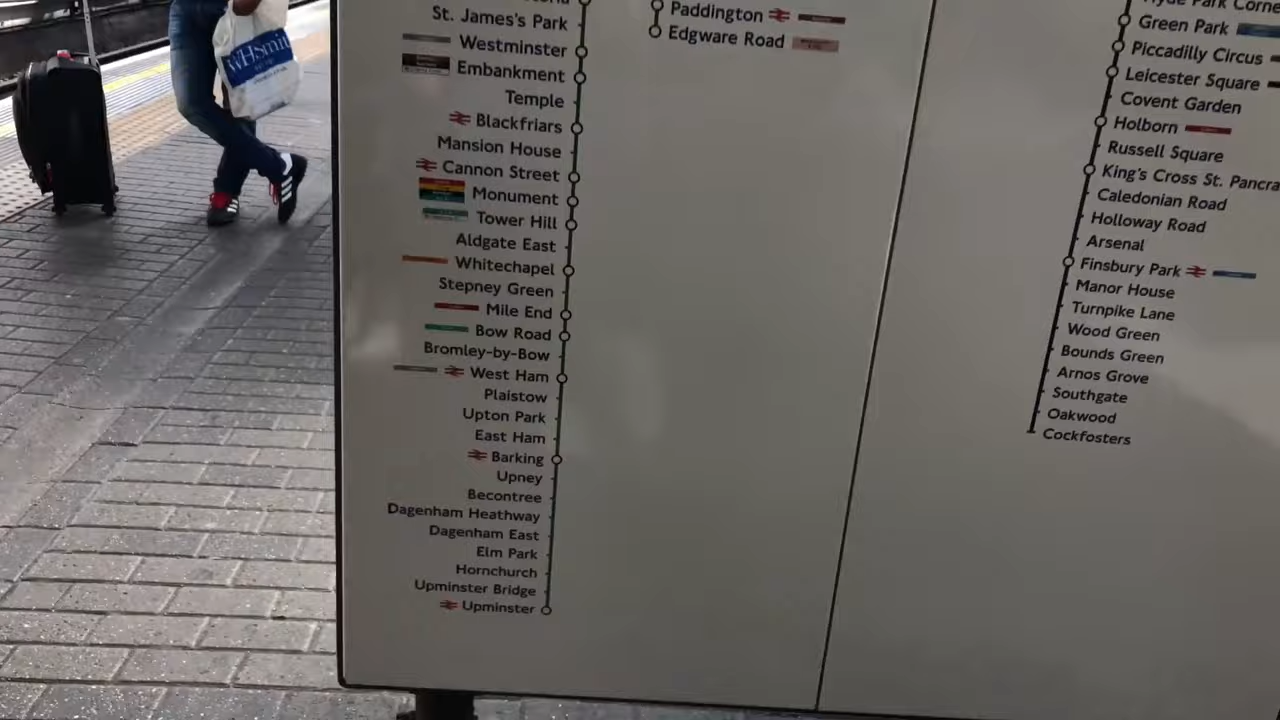 St. James's Park
Westminster
Embankment
Temple
Blackfriars
Mansion House
Cannon Street
Monument
Tower Hill
Aldgate East
Whitechapel
Stepney Green
Mile End
Bow Road
Bromley-by-Bow
West Ham
Plaistow
Upton Park
East Ham
Barking
Upney
Becontree
Dagenham Heathway
Dagenham East
Elm Park
Hornchurch
Upminster Bridge
Upminster
Paddington
Edgware Road
Park
Green Park
Piccadilly Circus
Leicester Square
Covent Garden
Holborn
Russell Square
King's Cross St. Pancra
Caledonian Road
Holloway Road
Arsenal
Finsbury Park
Manor House
Turnpike Lane
Wood Green
Bounds Green
Arnos Grove
Southgate
Oakwood
Cockfosters
WHSmit